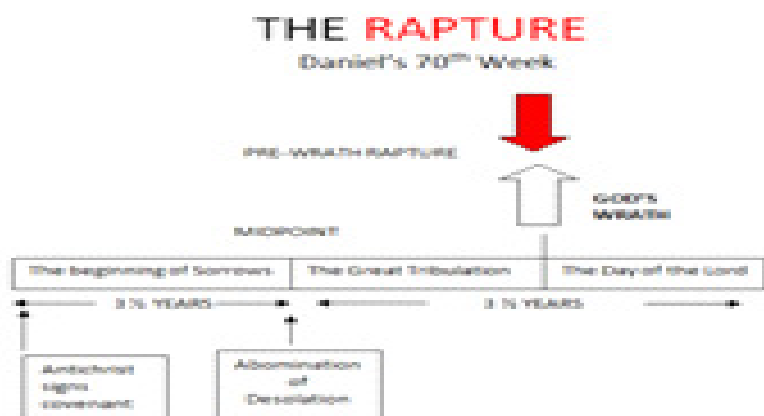 THE RAPTURE
Daniel's 70th Week
PRE-WRATH RAPTURE
GOD'S
WRATH
MIDPOINT
The beginning of Sorrows The Great Tribulation The Day of the Lord
3 ½ YEARS 3 ½ YEARS
Antichrist
signs
covenant
Abomination
of
Desolation